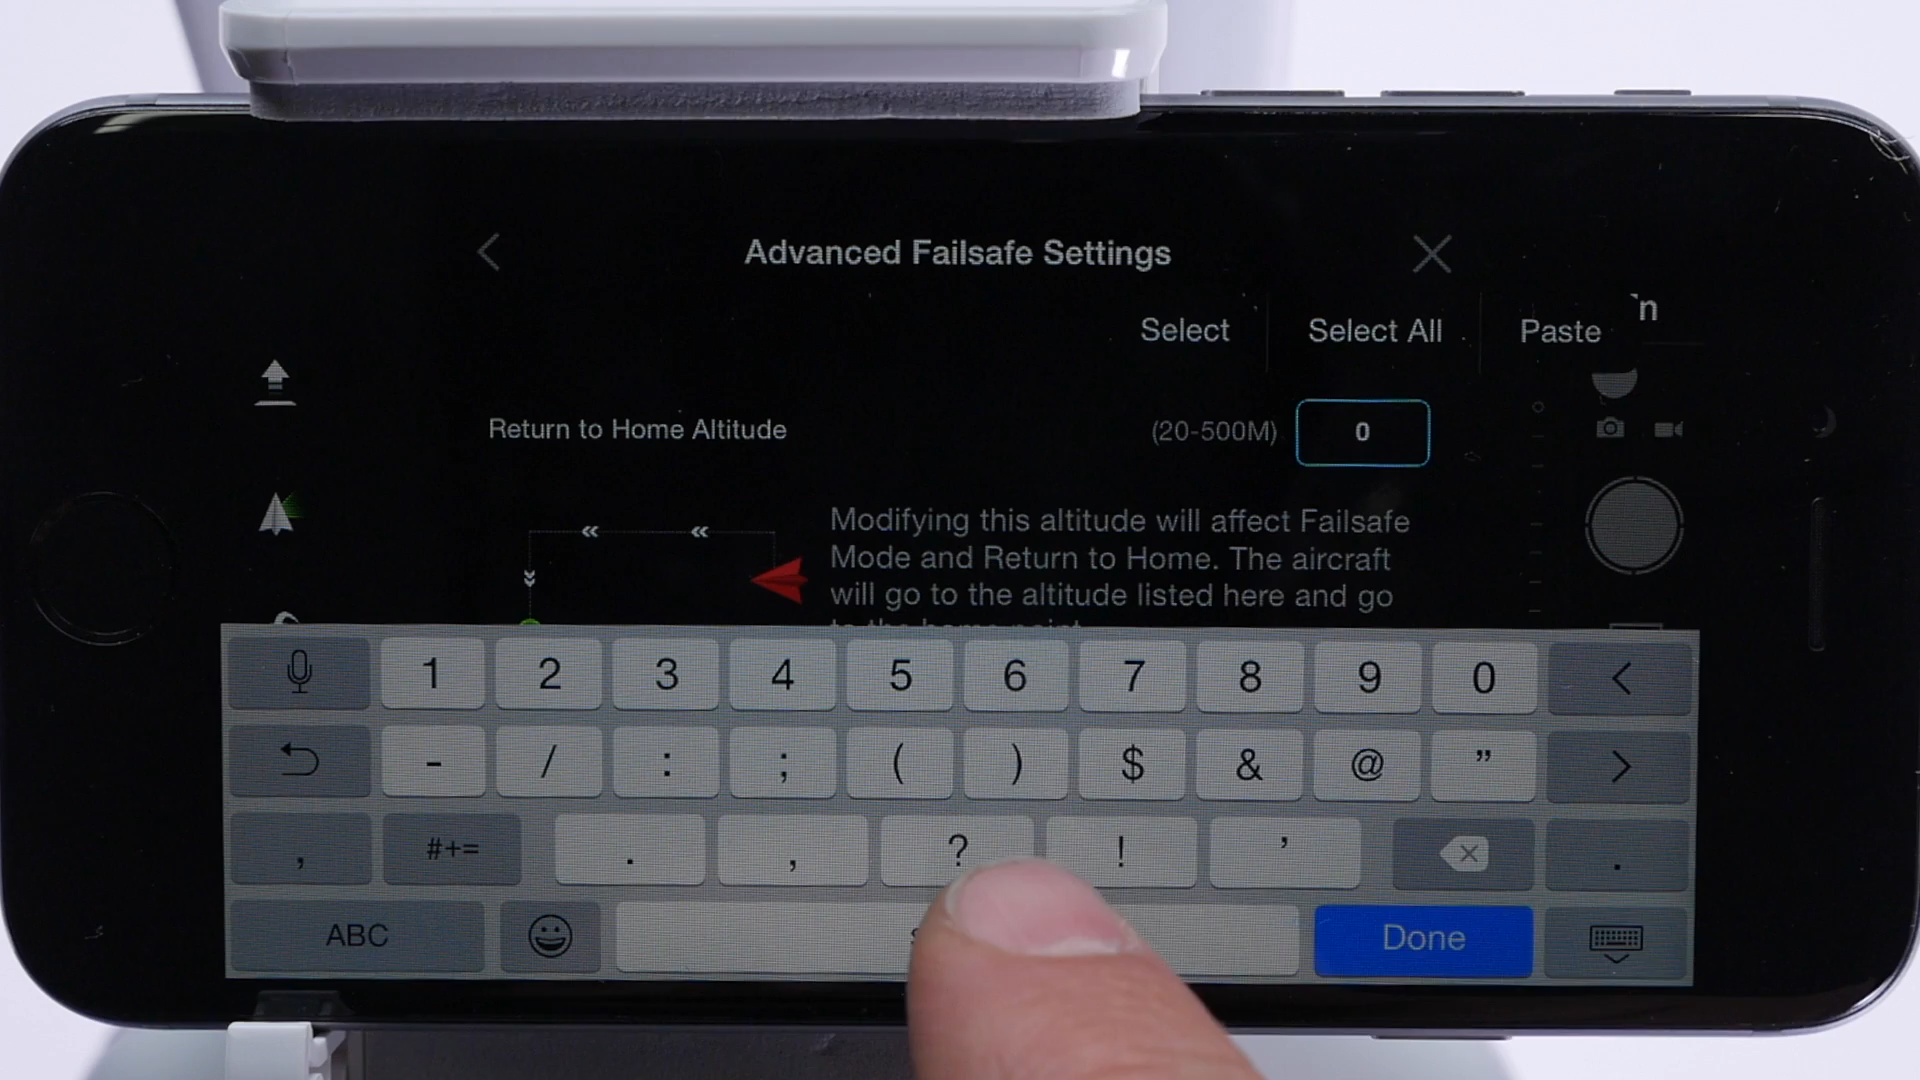 Advanced Failsafe Settings
Select Select All Paste
Return to Home Altitude (20-500M) 0
Modifying this altitude will affect Failsafe
Mode and Return to Home. The aircraft
will go to the altitude listed here and go
1 2 3 4 5 6 7 8 9 0 <
- / : ; ( ) $ & @ ” >
, #+= . , ? ! ’ .
ABC Done